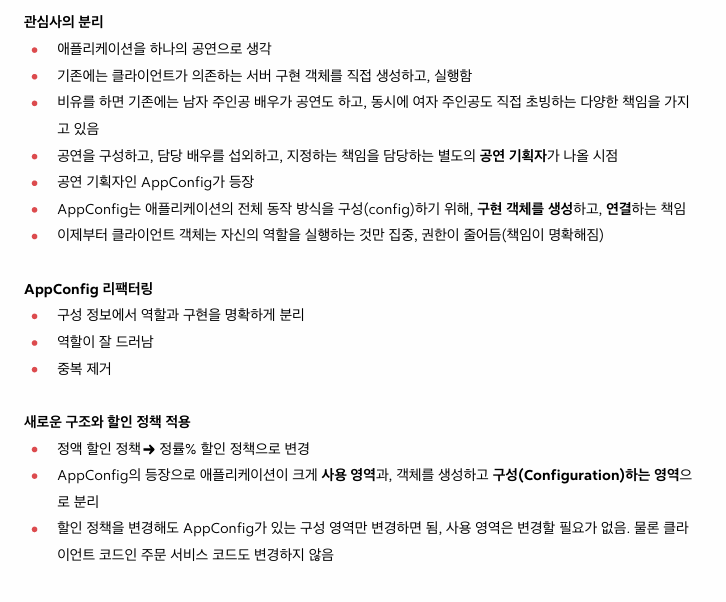 관심사의 분리
애플리케이션을 하나의 공연으로 생각
기존에는 클라이언트가 의존하는 서버 구현 객체를 직접 생성하고, 실행함
비유를 하면 기존에는 남자 주인공 배우가 공연도 하고, 동시에 여자 주인공도 직접 초빙하는 다양한 책임을 가지
고 있음
공연을 구성하고, 담당 배우를 섭외하고, 지정하는 책임을 담당하는 별도의 공연 기획자가 나올 시점
공연 기획자인 AppConfig가 등장
AppConfig는 애플리케이션의 전체 동작 방식을 구성(config)하기 위해, 구현 객체를 생성하고, 연결하는 책임
이제부터 클라이언트 객체는 자신의 역할을 실행하는 것만 집중, 권한이 줄어듬(책임이 명확해짐)
AppConfig 리팩터링
구성 정보에서 역할과 구현을 명확하게 분리
역할이 잘 드러남
중복 제거
새로운 구조와 할인 정책 적용
정액 할인 정책 → 정률% 할인 정책으로 변경
AppConfig의 등장으로 애플리케이션이 크게 사용 영역과, 객체를 생성하고 구성(Configuration)하는 영역으
로 분리
할인 정책을 변경해도 AppConfig가 있는 구성 영역만 변경하면 됨, 사용 영역은 변경할 필요가 없음. 물론 클라
이언트 코드인 주문 서비스 코드도 변경하지 않음